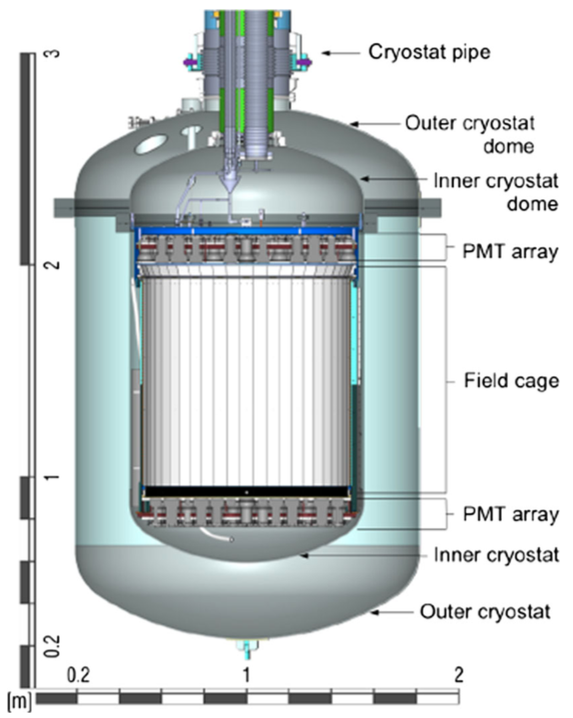 3
Cryostat pipe
Outer cryostat
dome
Inner cryostat
dome
PMT array
2
Field cage
1
PMT array
Inner cryostat
Outer cryostat
0.2
0.2
1
2
[m]